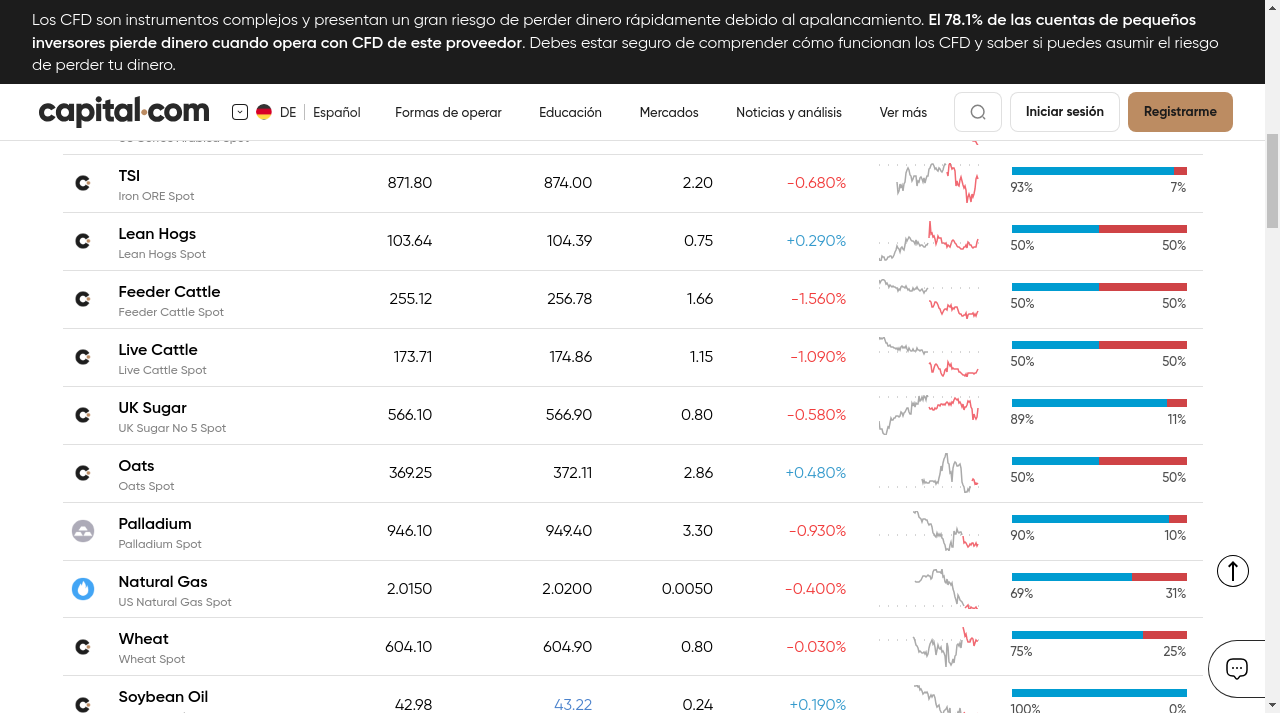 Los CFD son instrumentos complejos y presentan un gran riesgo de perder dinero rápidamente debido al apalancamiento. El 78.1% de las cuentas de pequeños
inversores pierde dinero cuando opera con CFD de este proveedor. Debes estar seguro de comprender cómo funcionan los CFD y saber si puedes asumir el riesgo
de perder tu dinero.
capital.com DE Español Formas de operar Educación Mercados Noticias y análisis Ver más Iniciar sesión Registrarme
TSI 871.80 874.00 2.20 -0.680%
Iron ORE Spot 93% 7%
Lean Hogs 103.64 104.39 0.75 +0.290%
Lean Hogs Spot 50% 50%
Feeder Cattle 255.12 256.78 1.66 -1.560%
Feeder Cattle Spot 50% 50%
Live Cattle 173.71 174.86 1.15 -1.090%
Live Cattle Spot 50% 50%
UK Sugar 566.10 566.90 0.80 -0.580%
UK Sugar No 5 Spot 89% 11%
Oats 369.25 372.11 2.86 +0.480%
Oats Spot 50% 50%
Palladium 946.10 949.40 3.30 -0.930%
Palladium Spot 90% 10%
Natural Gas 2.0150 2.0200 0.0050 -0.400%
US Natural Gas Spot 69% 31%
Wheat 604.10 604.90 0.80 -0.030%
Wheat Spot 75% 25%
Soybean Oil 42.98 43.22 0.24 +0.190%
100% 0%